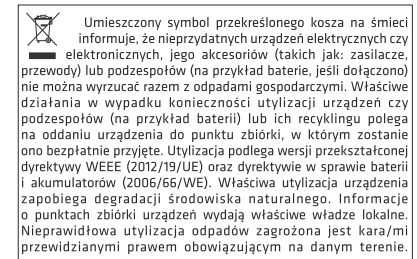 Umieszczony symbol przekreślonego kosza na śmieci
informuje, że nieprzydatnych urządzeń elektrycznych czy
elektronicznych, jego akcesoriów (takich jak: zasilacze,
przewody) lub podzespołów (na przykład baterie, jeśli dołączono)
nie można wyrzucać razem z odpadami gospodarczymi. Właściwe
działania w wypadku konieczności utylizacji urządzeń czy
podzespołów (na przykład baterii) lub ich recyklingu polega
na oddaniu urządzenia do punktu zbiórki, w którym zostanie
ono bezpłatnie przyjęte. Utylizacja podlega wersji przekształconej
dyrektywy WEEE (2012/19/UE) oraz dyrektywie w sprawie baterii
i akumulatorów (2006/66/WE). Właściwa utylizacja urządzenia
zapobiega degradacji środowiska naturalnego. Informacje
o punktach zbiórki urządzeń wydają właściwe władze lokalne.
Nieprawidłowa utylizacja odpadów zagrożona jest kara/mi
przewidzianymi prawem obowiązującym na danym terenie.